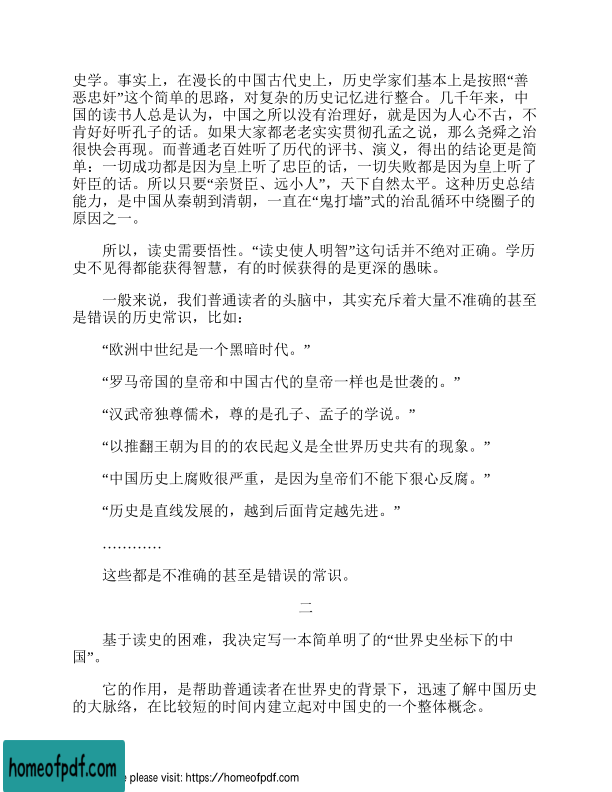 史学。事实上，在漫长的中国古代史上，历史学家们基本上是按照“善
恶忠奸”这个简单的思路，对复杂的历史记忆进行整合。几千年来，中
国的读书人总是认为，中国之所以没有治理好，就是因为人心不古，不
肯好好听孔子的话。如果大家都老老实实贯彻孔孟之说，那么尧舜之治
很快会再现。而普通老百姓听了历代的评书、演义，得出的结论更是简
单：一切成功都是因为皇上听了忠臣的话，一切失败都是因为皇上听了
奸臣的话。所以只要“亲贤臣、远小人”，天下自然太平。这种历史总结
能力，是中国从秦朝到清朝，一直在“鬼打墙”式的治乱循环中绕圈子的
原因之一。
所以，读史需要悟性。“读史使人明智”这句话并不绝对正确。学历
史不见得都能获得智慧，有的时候获得的是更深的愚昧。
一般来说，我们普通读者的头脑中，其实充斥着大量不准确的甚至
是错误的历史常识，比如：
“欧洲中世纪是一个黑暗时代。”
“罗马帝国的皇帝和中国古代的皇帝一样也是世袭的。”
“汉武帝独尊儒术，尊的是孔子、孟子的学说。”
“以推翻王朝为目的的农民起义是全世界历史共有的现象。”
“中国历史上腐败很严重，是因为皇帝们不能下狠心反腐。”
“历史是直线发展的，越到后面肯定越先进。”
…………
这些都是不准确的甚至是错误的常识。
二
基于读史的困难，我决定写一本简单明了的“世界史坐标下的中
国”。
它的作用，是帮助普通读者在世界史的背景下，迅速了解中国历史
的大脉络，在比较短的时间内建立起对中国史的一个整体概念。
homeofpdf.com
please visit: https://homeofpdf.com